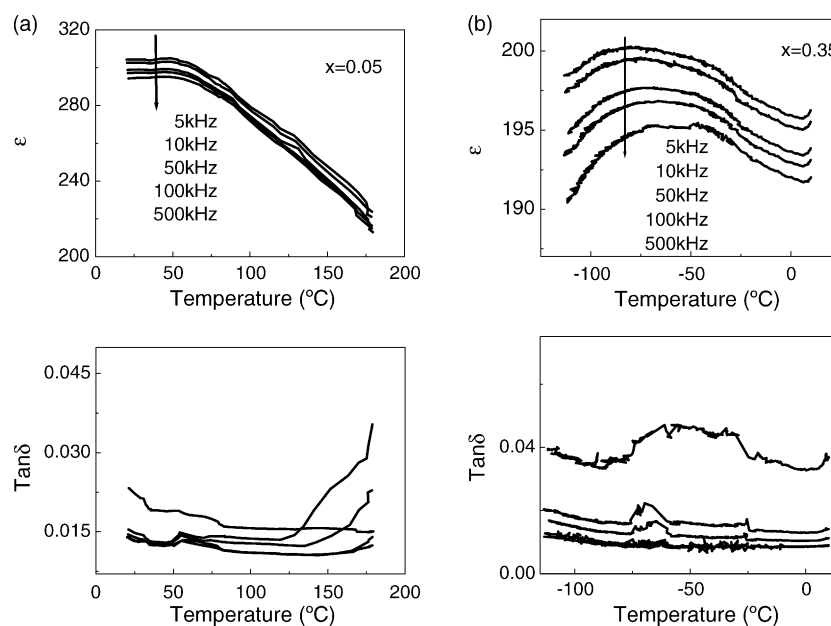 (a)
320
280
240
200
ε
x=0.05
5kHz
10kHz
50kHz
100kHz
500kHz
0 50 100 150 200
Temperature (ºC)
(b)
200
195
190
ε
x=0.35
5kHz
10kHz
50kHz
100kHz
500kHz
-100 -50 0
Temperature (ºC)
0.045
0.030
0.015
Tanδ
0 50 100 150 200
Temperature (ºC)
0.04
0.00
Tanδ
-100 -50 0
Temperature (ºC)